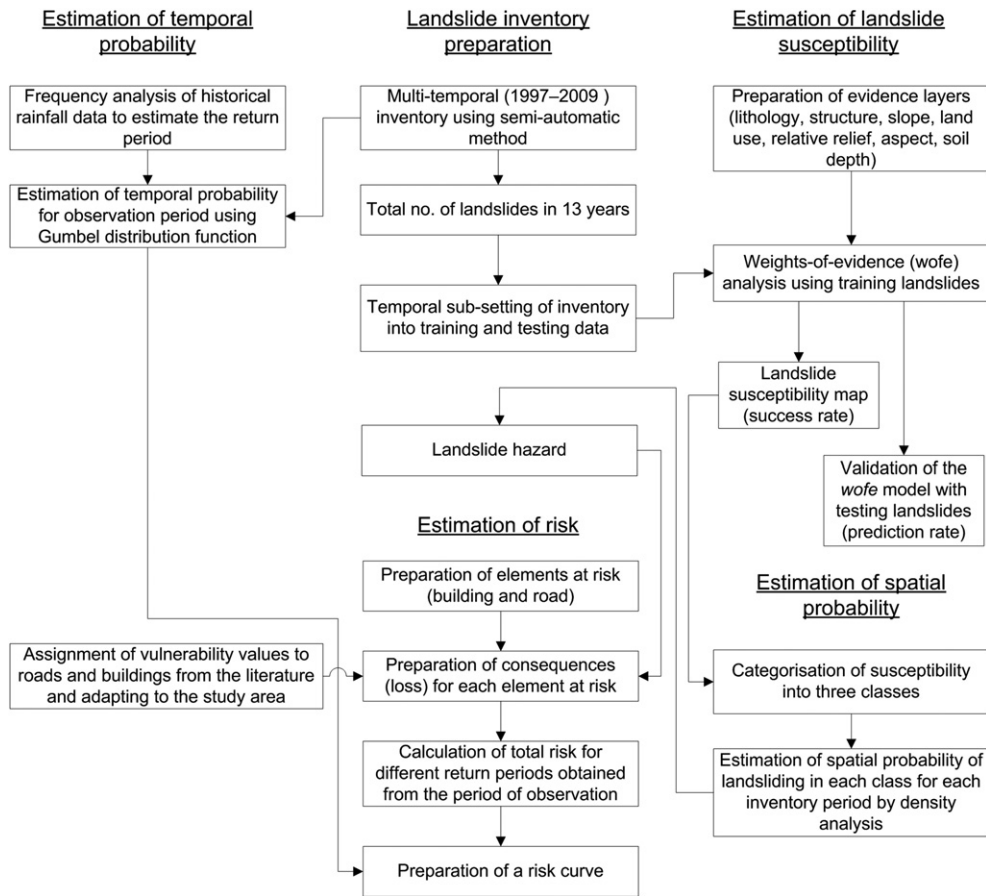 Estimation of temporal
probability
Frequency analysis of historical
rainfall data to estimate the return
period
Estimation of temporal probability
for observation period using
Gumbel distribution function
Landslide inventory
preparation
Multi-temporal (1997–2009 )
inventory using semi-automatic
method
Total no. of landslides in 13 years
Temporal sub-setting of inventory
into training and testing data
Estimation of landslide
susceptibility
Preparation of evidence layers
(lithology, structure, slope, land
use, relative relief, aspect, soil
depth)
Weights-of-evidence (wofe)
analysis using training landslides
Landslide
susceptibility map
(success rate)
Validation of the
wofe model with
testing landslides
(prediction rate)
Landslide hazard
Estimation of risk
Preparation of elements at risk
(building and road)
Assignment of vulnerability values to
roads and buildings from the literature
and adapting to the study area
Preparation of consequences
(loss) for each element at risk
Calculation of total risk for
different return periods obtained
from the period of observation
Preparation of a risk curve
Estimation of spatial
probability
Categorisation of susceptibility
into three classes
Estimation of spatial probability of
landsliding in each class for each
inventory period by density
analysis